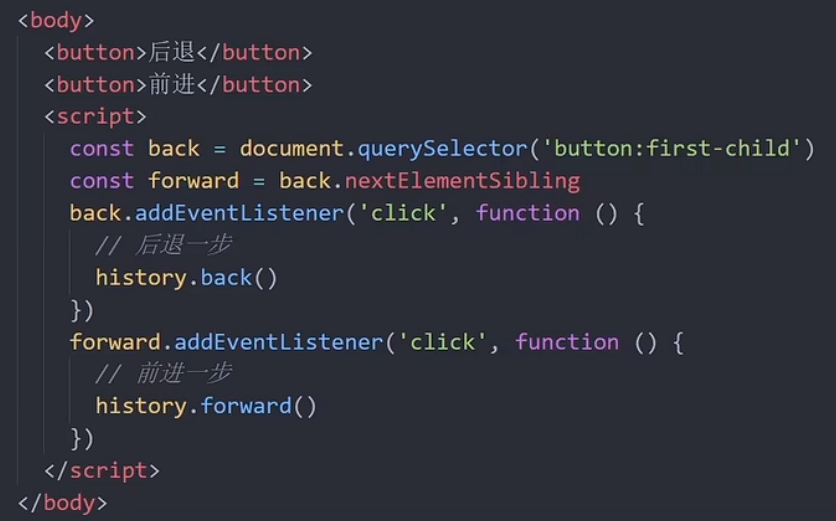 <body>
<button>后退</button>
<button>前进</button>
<script>
const back = document.querySelector('button:first-child')
const forward = back.nextElementSibling
back.addEventListener('click', function () {
// 后退一步
history.back()
})
forward.addEventListener('click', function () {
// 前进一步
history.forward()
})
</script>
</body>